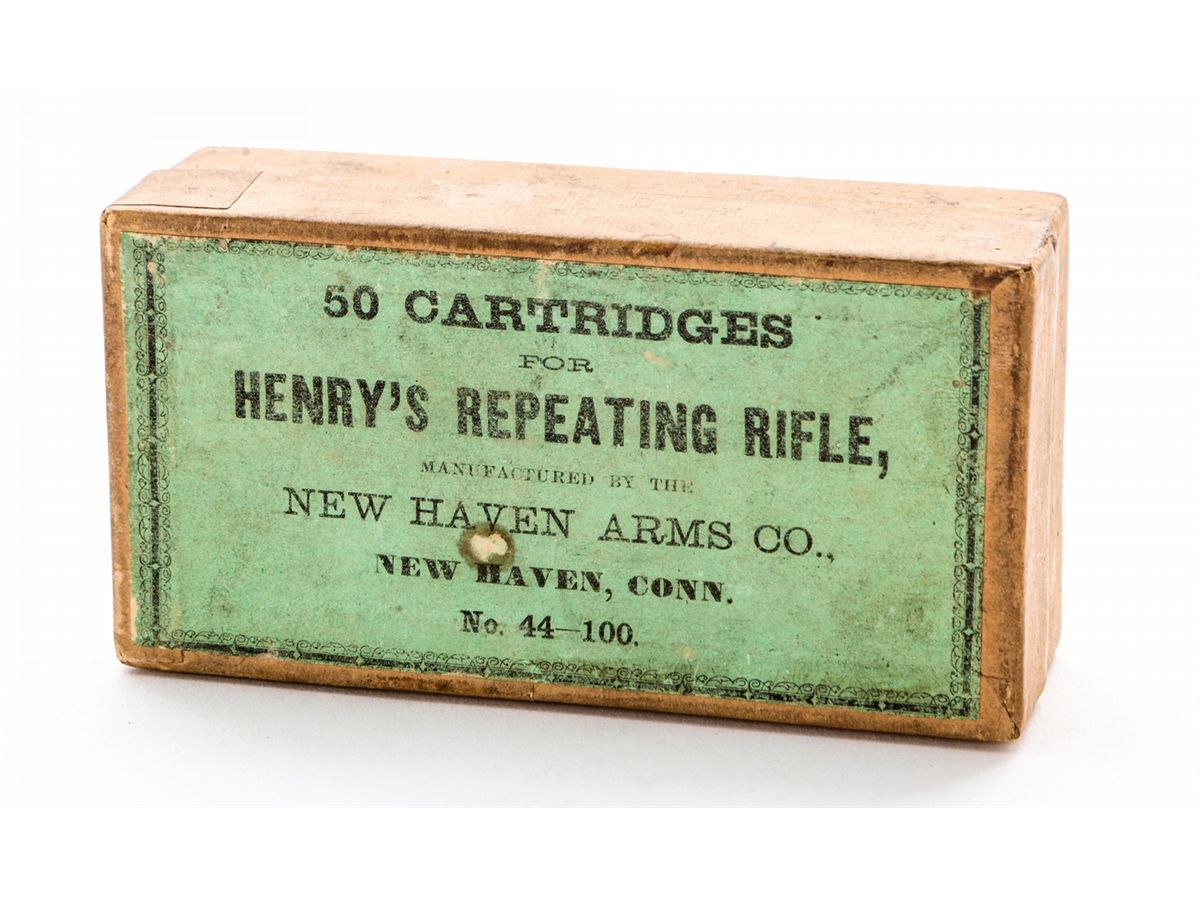 50 CARTRIDGES
FOR
HENRY'S REPEATING RIFLE,
MANUFACTURED BY THE
NEW HAVEN ARMS CO.,
NEW HAVEN, CONN.
No. 44—100.